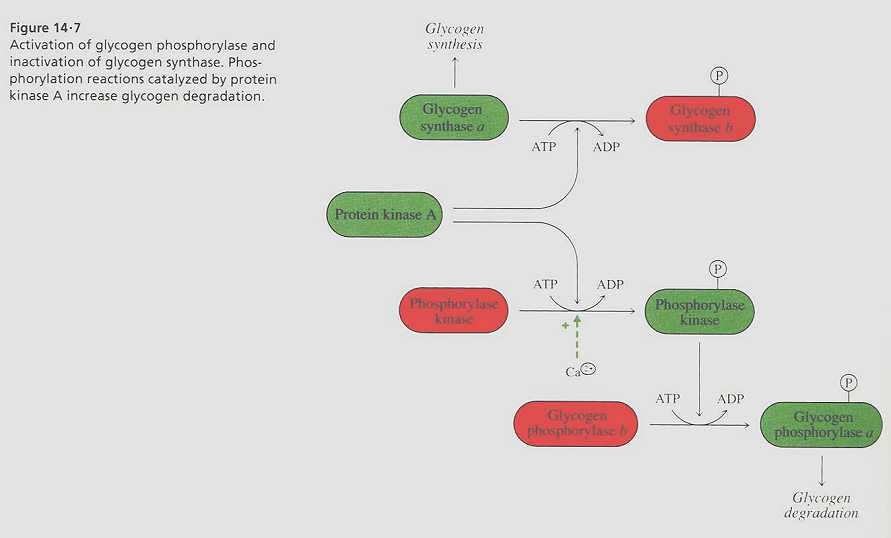 Figure 14·7
Activation of glycogen phosphorylase and
inactivation of glycogen synthase. Phos-
phorylation reactions catalyzed by protein
kinase A increase glycogen degradation.
Glycogen
synthesis
P
Glycogen
synthase a
Glycogen
synthase b
ATP
ADP
Protein kinase A
P
ATP
ADP
Phosphorylase
kinase
Phosphorylase
kinase
+
Ca 2+
P
ATP
ADP
Glycogen
phosphorylase b
Glycogen
phosphorylase a
Glycogen
degradation